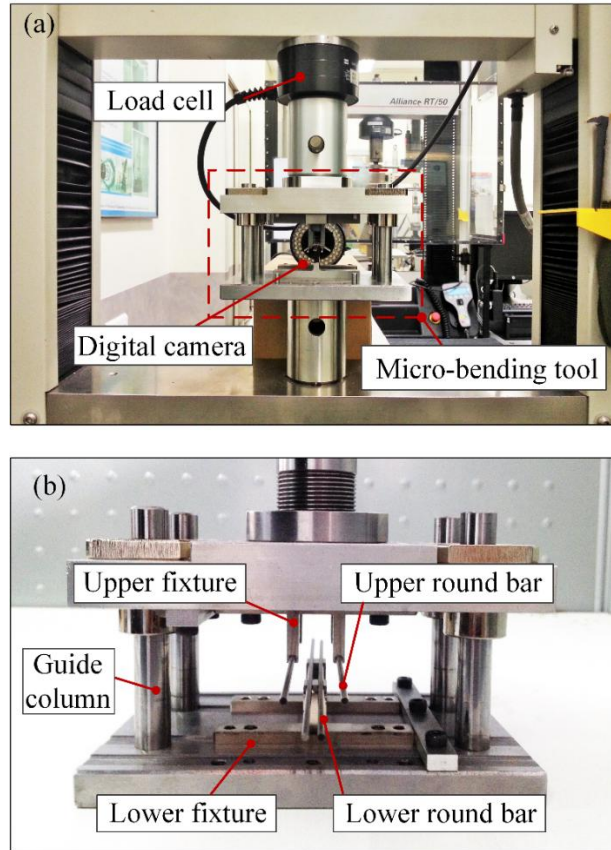 (a)
Load cell
Alliance RT/50
Digital camera
Micro-bending tool
(b)
Upper fixture
Upper round bar
Guide
column
Lower fixture
Lower round bar